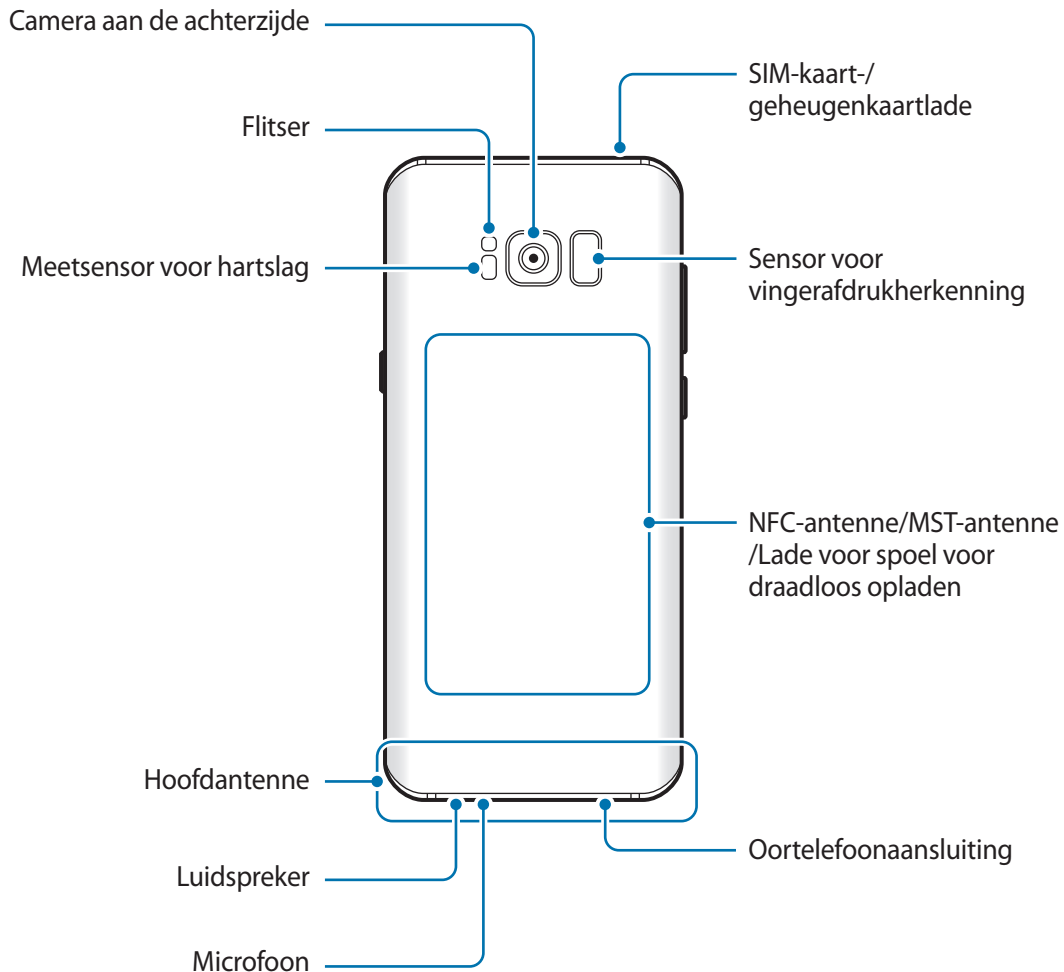 Camera aan de achterzijde
SIM-kaart-/
geheugenkaartlade
Flitser
Meetsensor voor hartslag
Sensor voor
vingerafdrukherkenning
NFC-antenne/MST-antenne
/Lade voor spoel voor
draadloos opladen
Hoofdantenne
Oortelefoonaansluiting
Luidspreker
Microfoon